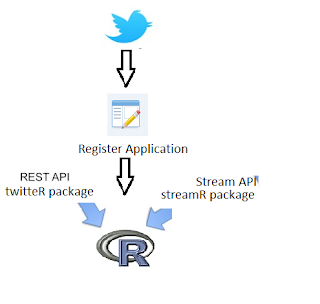 Register Application
REST API
twitteR package
Stream API
streamR package
R